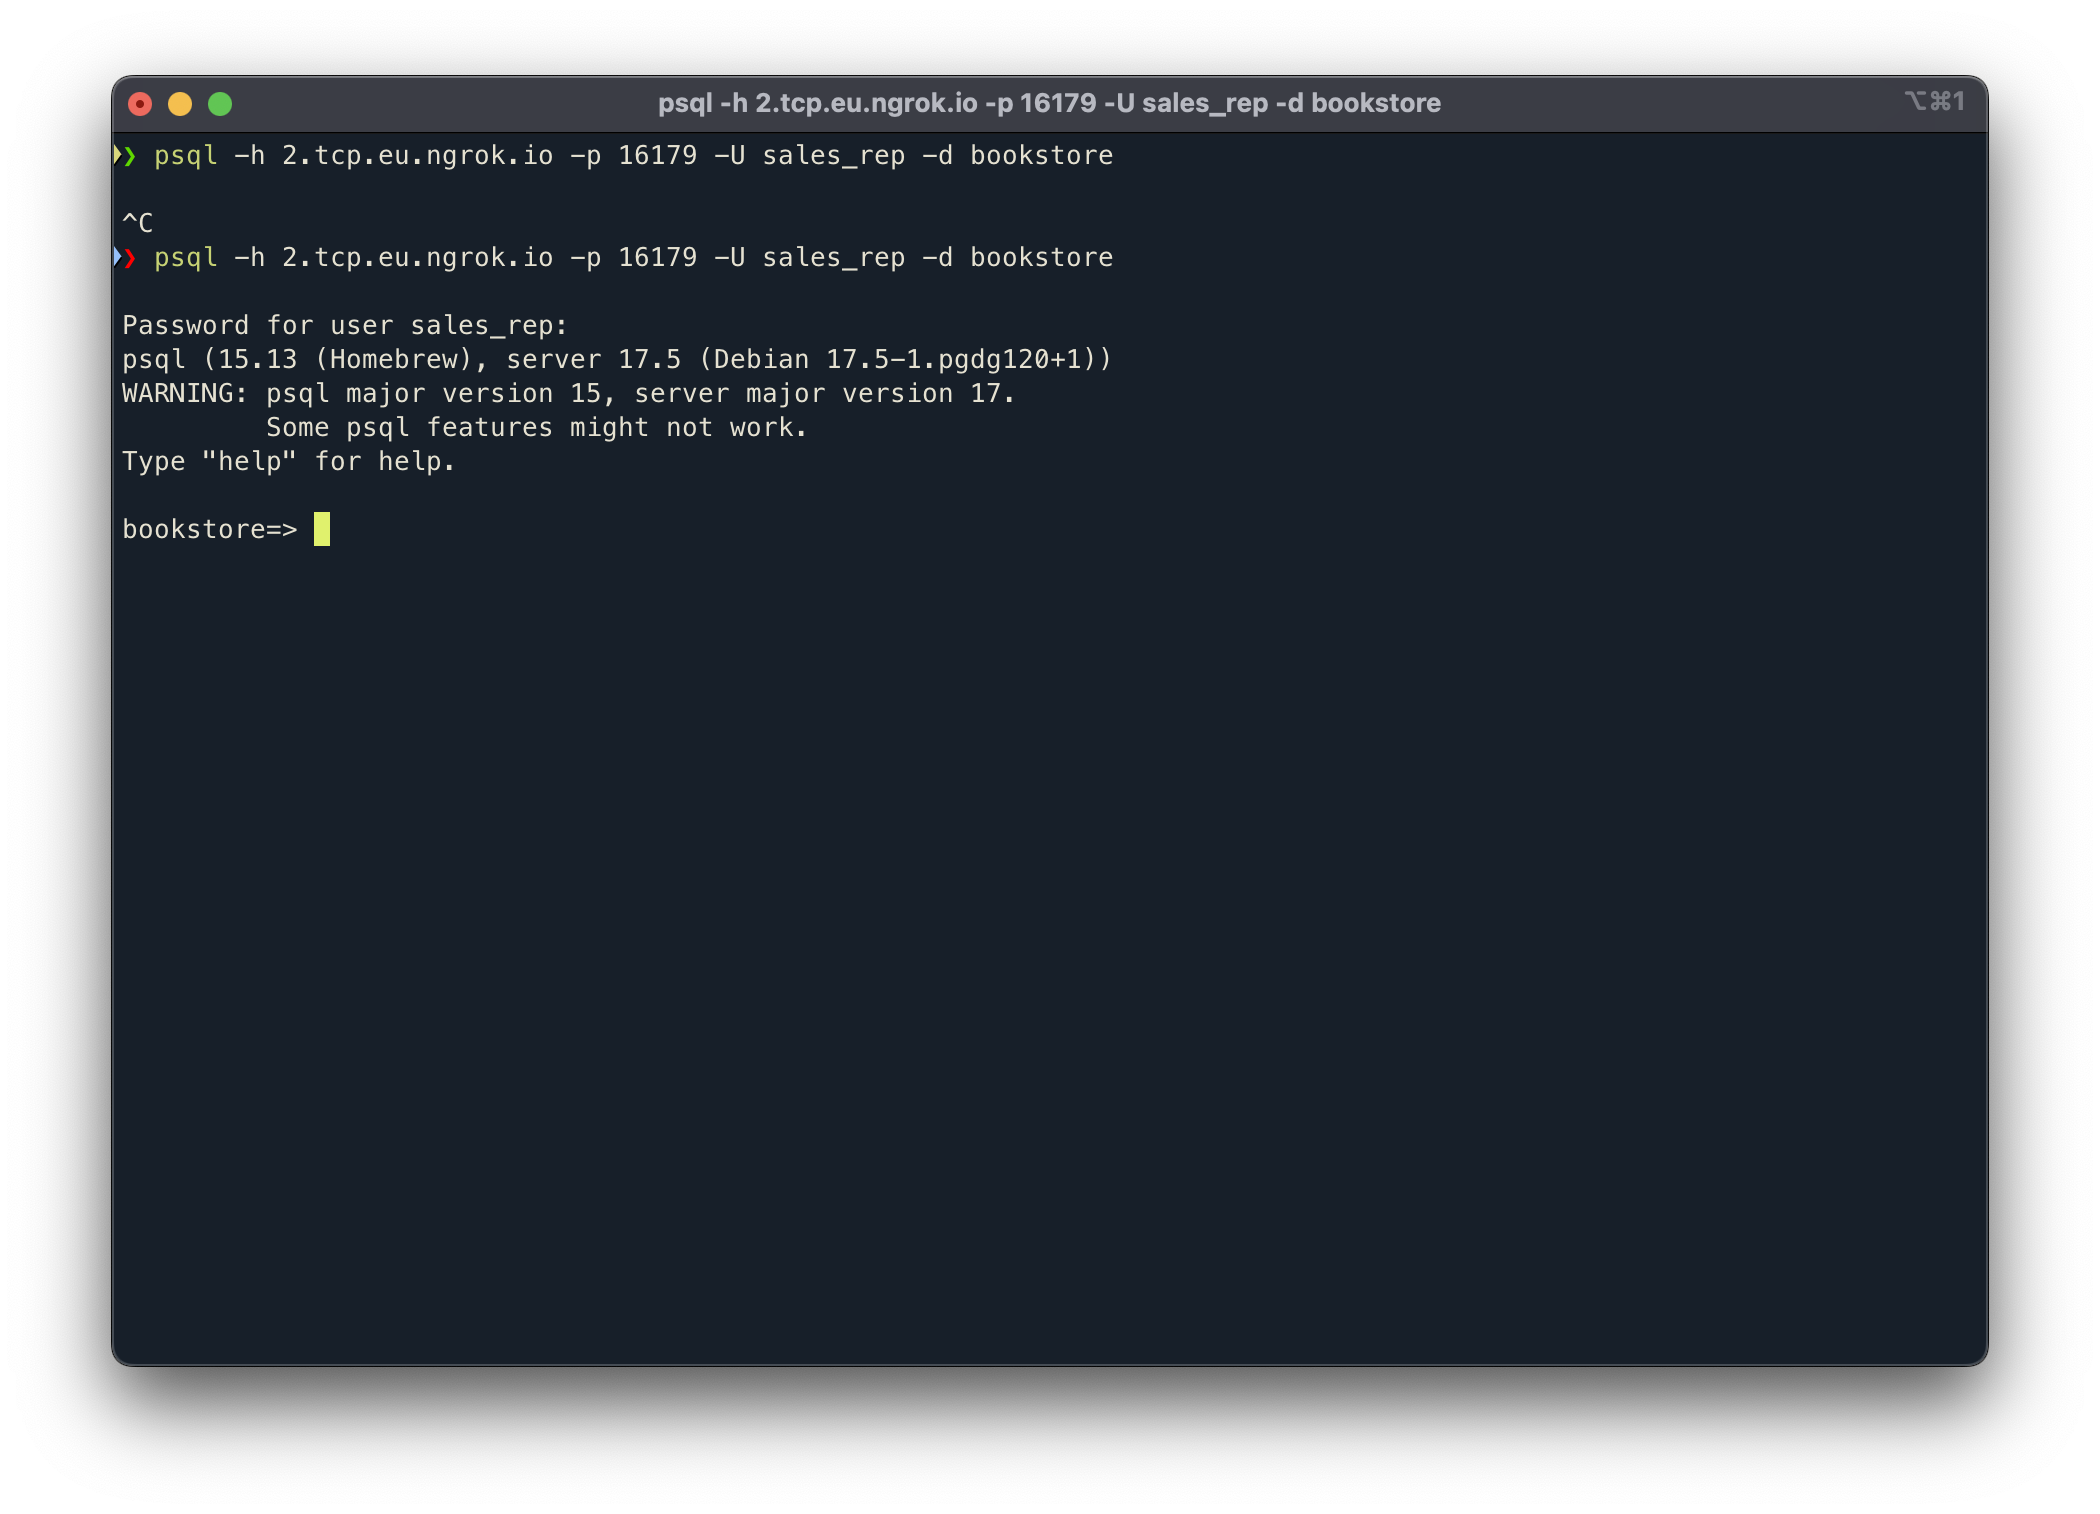 psql -h 2.tcp.eu.ngrok.io -p 16179 -U sales_rep -d bookstore
⌥⌘1
❯ psql -h 2.tcp.eu.ngrok.io -p 16179 -U sales_rep -d bookstore
^C
❯ psql -h 2.tcp.eu.ngrok.io -p 16179 -U sales_rep -d bookstore
Password for user sales_rep:
psql (15.13 (Homebrew), server 17.5 (Debian 17.5-1.pgdg120+1))
WARNING: psql major version 15, server major version 17.
Some psql features might not work.
Type "help" for help.
bookstore=>